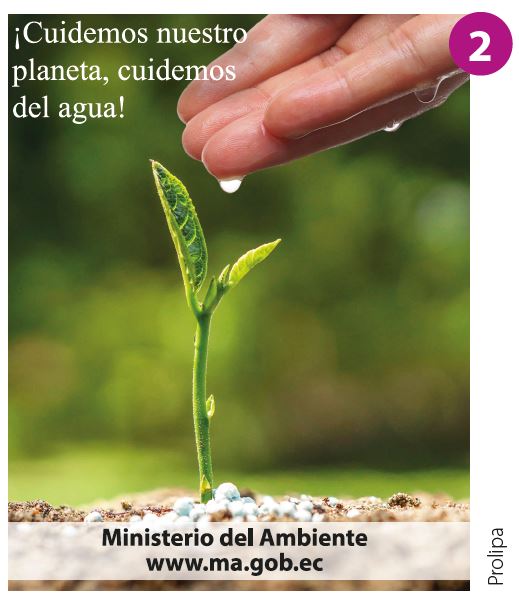 ¡Cuidemos nuestro
planeta, cuidemos
del agua!
2
Ministerio del Ambiente
www.ma.gob.ec
Prolipa